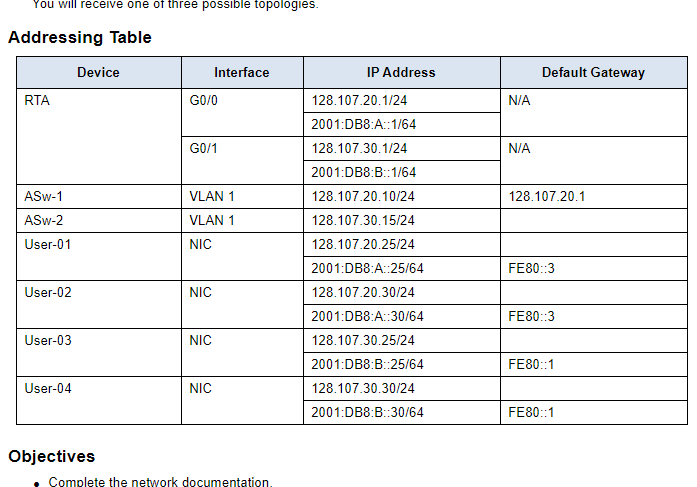 You will receive one of three possible topologies.
Addressing Table
Device Interface IP Address Default Gateway
RTA G0/0 128.107.20.1/24 N/A
2001:DB8:A::1/64
G0/1 128.107.30.1/24 N/A
2001:DB8:B::1/64
ASw-1 VLAN 1 128.107.20.10/24 128.107.20.1
ASw-2 VLAN 1 128.107.30.15/24
User-01 NIC 128.107.20.25/24
2001:DB8:A::25/64 FE80::3
User-02 NIC 128.107.20.30/24
2001:DB8:A::30/64 FE80::3
User-03 NIC 128.107.30.25/24
2001:DB8:B::25/64 FE80::1
User-04 NIC 128.107.30.30/24
2001:DB8:B::30/64 FE80::1
Objectives
• Complete the network documentation.